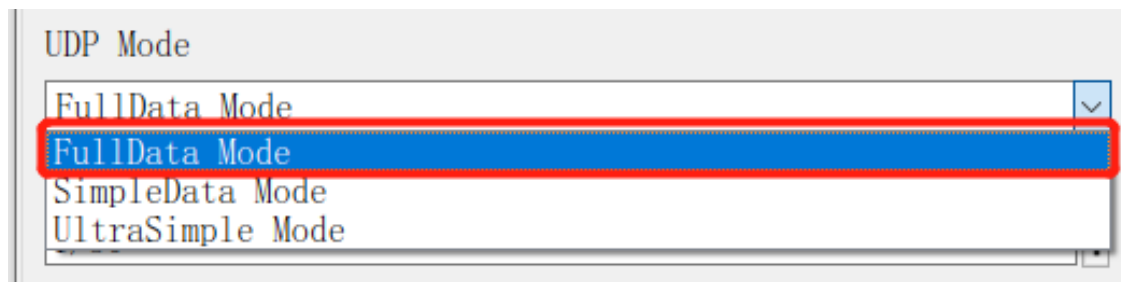 UDP Mode
FullData Mode
FullData Mode
SimpleData Mode
UltraSimple Mode